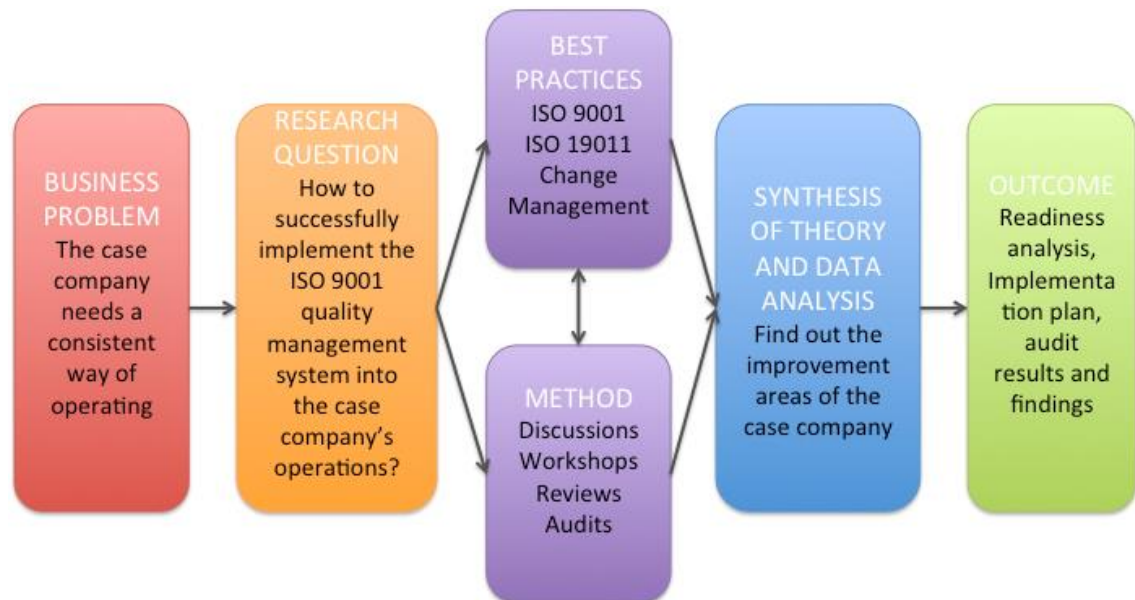 BUSINESS
PROBLEM
The case
company
needs a
consistent
way of
operating
RESEARCH
QUESTION
How to
successfully
implement the
ISO 9001
quality
management
system into
the case
company’s
operations?
BEST
PRACTICES
ISO 9001
ISO 19011
Change
Management
METHOD
Discussions
Workshops
Reviews
Audits
SYNTHESIS
OF THEORY
AND DATA
ANALYSIS
Find out the
improvement
areas of the
case company
OUTCOME
Readiness
analysis,
Implementa
tion plan,
audit
results and
findings